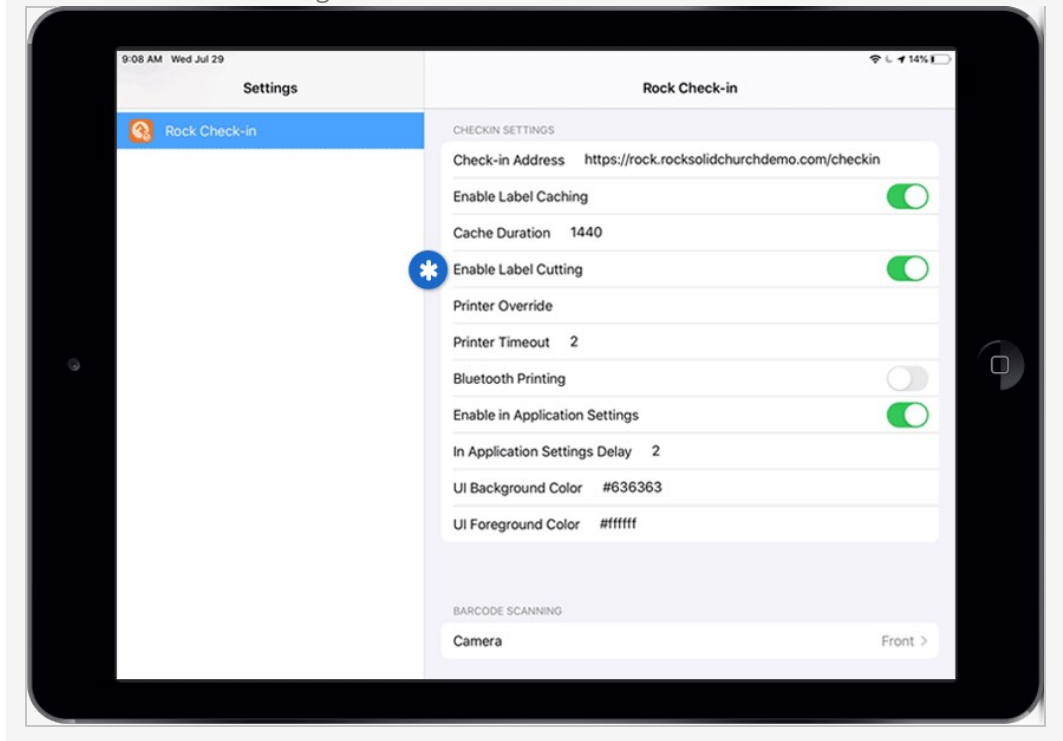 9:08 AM Wed Jul 29
14%
Settings
Rock Check-in
Rock Check-in
CHECKIN SETTINGS
Check-in Address https://rock.rocksolidchurchdemo.com/checkin
Enable Label Caching
Cache Duration 1440
Enable Label Cutting
Printer Override
Printer Timeout 2
Bluetooth Printing
Enable in Application Settings
In Application Settings Delay 2
UI Background Color #636363
UI Foreground Color #ffffff
BARCODE SCANNING
Camera Front >